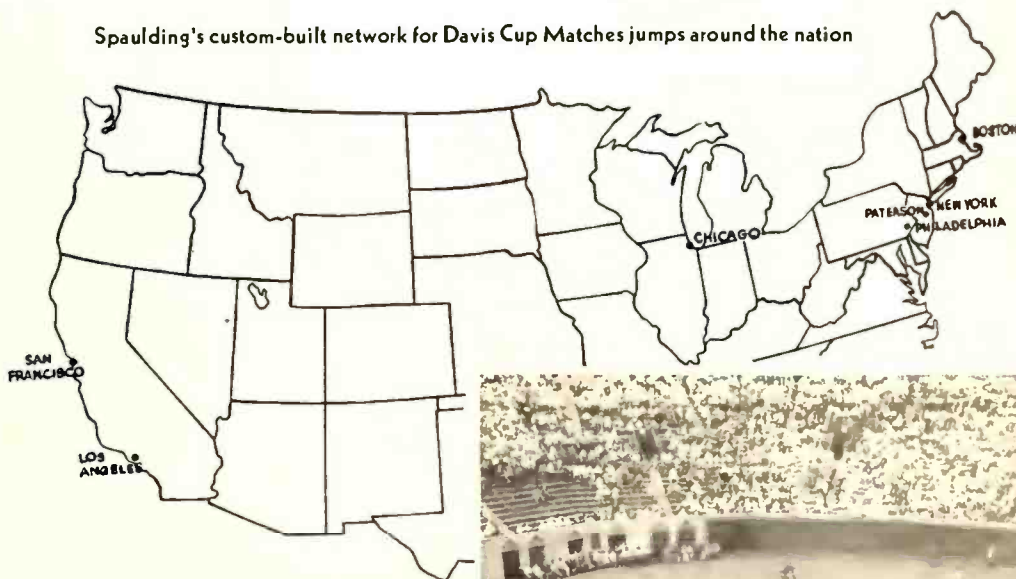 Spaulding's custom-built network for Davis Cup Matches jumps around the nation
BOSTON
NEW YORK
PATERSON
PHILADELPHIA
CHICAGO
SAN
FRANCISCO
LOS
ANGELES